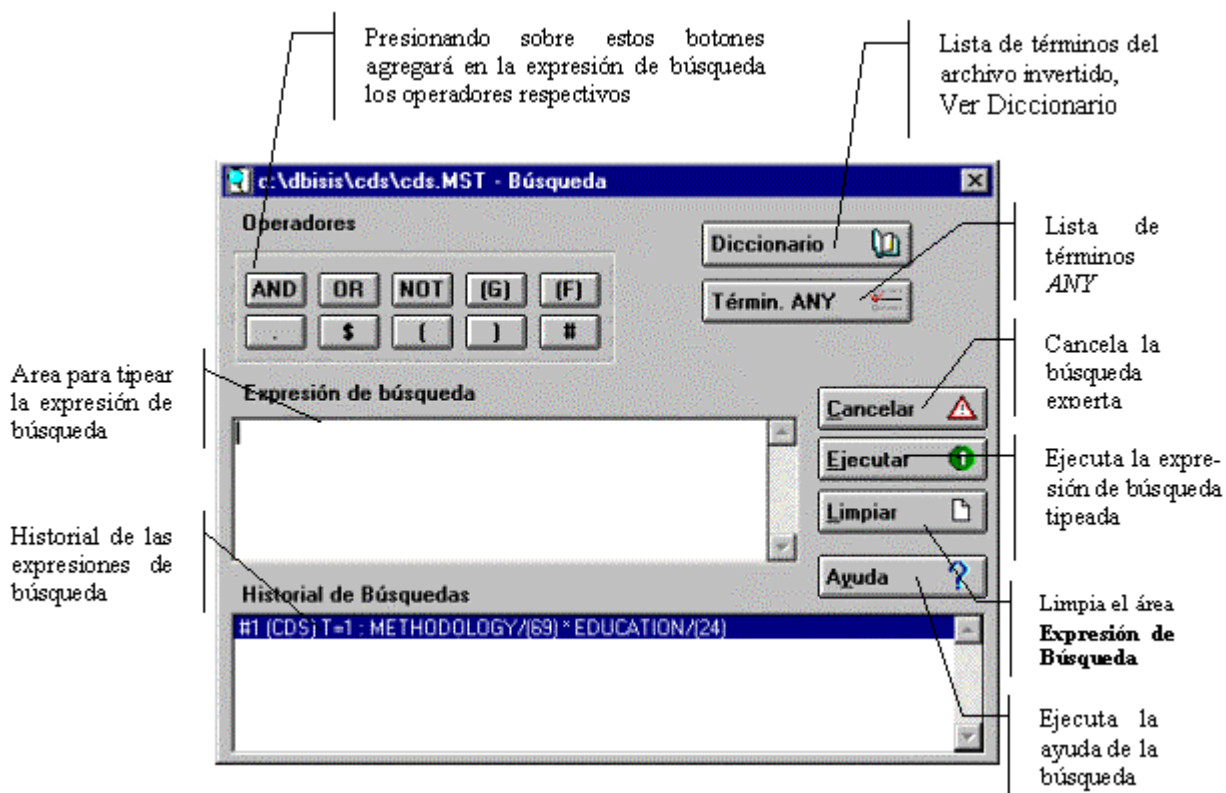 Presionando sobre estos botones
agregará en la expresión de búsqueda
los operadores respectivos
Lista de términos del
archivo invertido,
Ver Diccionario
c:\dbisis\cds\cds.MST - Búsqueda
Operadores
AND OR NOT (G) (F)
. $ ( ) #
Diccionario
Términ. ANY
Lista de
términos
ANY
Area para tipear
la expresión de
búsqueda
Expresión de búsqueda
Cancelar
Ejecutar
Limpiar
Ayuda
Cancela la
búsqueda
experta
Ejecuta la expre-
sión de búsqueda
tipeada
Historial de las
expresiones de
búsqueda
Historial de Búsquedas
#1 (CDS) T=1 : METHODOLOGY/(69) * EDUCATION/(24)
Limpia el área
Expresión de
Búsqueda
Ejecuta la
ayuda de la
búsqueda